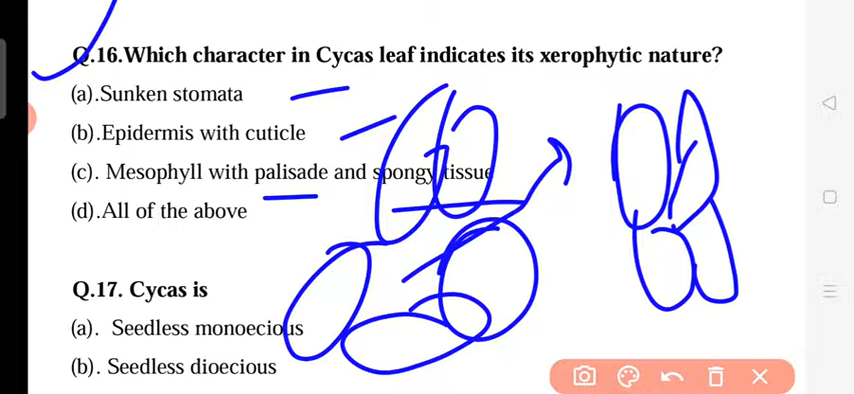 Q.16.Which character in Cycas leaf indicates its xerophytic nature?
(a).Sunken stomata
(b).Epidermis with cuticle
(c). Mesophyll with palisade and spongy tissue
(d).All of the above
Q.17. Cycas is
(a). Seedless monoecious
(b). Seedless dioecious